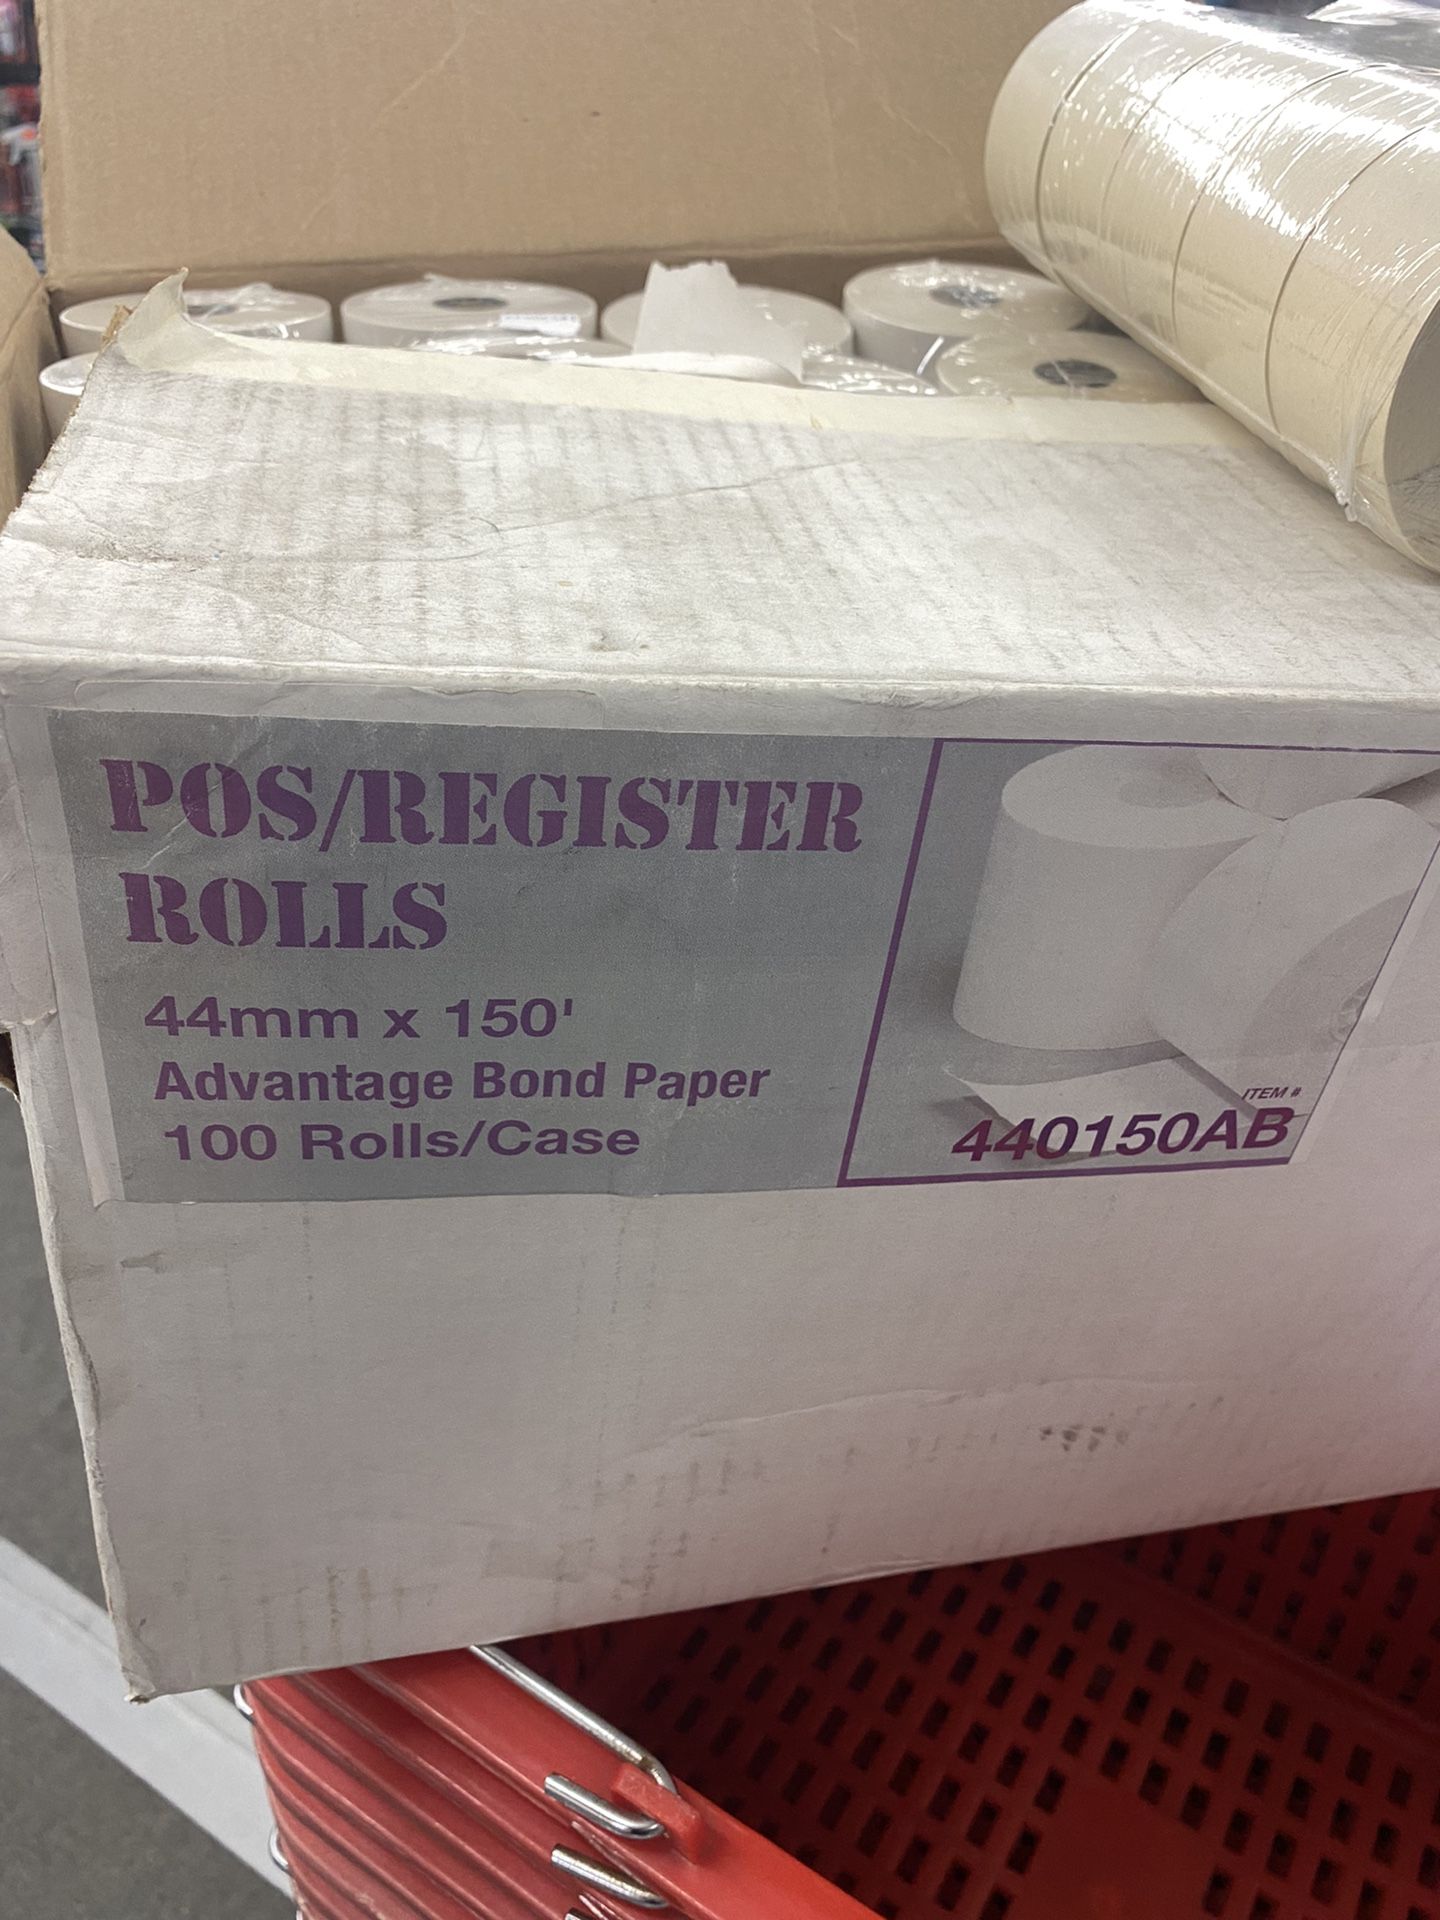 POS/REGISTER
ROLLS
44mm x 150'
Advantage Bond Paper
100 Rolls/Case
ITEM #
440150AB